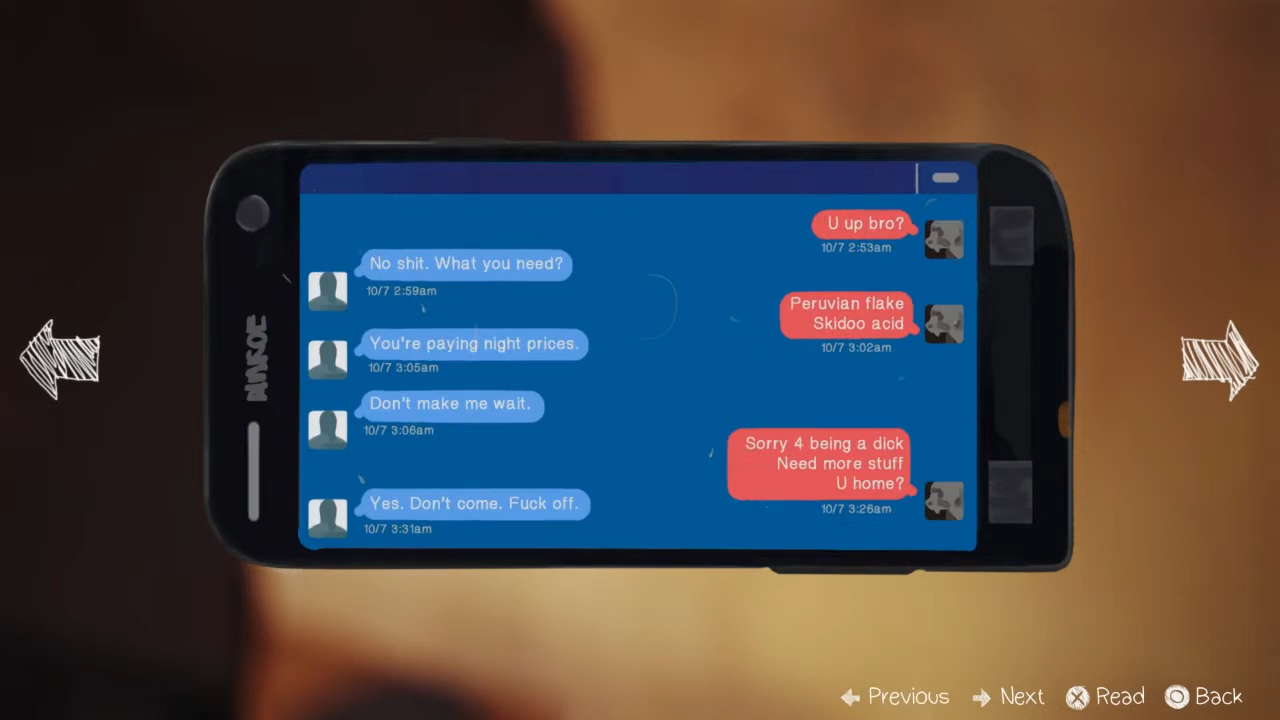 U up bro?
10/7 2:53am
No shit. What you need?
10/7 2:59am
Peruvian flake
Skidoo acid
10/7 3:02am
You're paying night prices.
10/7 3:05am
Don't make me wait.
10/7 3:06am
Sorry 4 being a dick
Need more stuff
U home?
10/7 3:26am
Yes. Don't come. Fuck off.
10/7 3:31am
Previous
Next
Read
Back